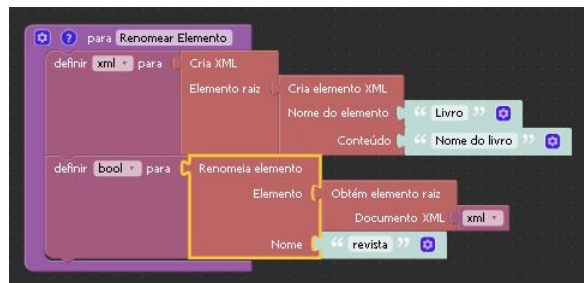 para Renomear Elemento
definir xml para Cria XML
Elemento raiz Cria elemento XML
Nome do elemento “ Livro ”
Conteúdo “ Nome do livro ”
definir bool para Renomeia elemento
Elemento Obtém elemento raiz
Documento XML xml
Nome “ revista ”